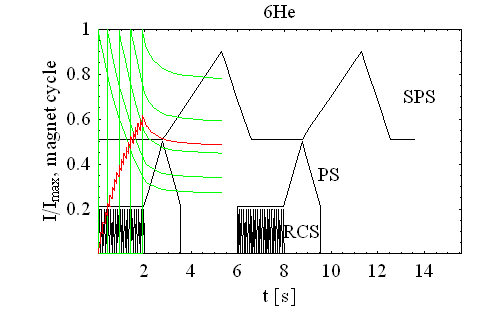 6He
I/Imax, magnet cycle
1
0.8
0.6
0.4
0.2
SPS
PS
RCS
2 4 6 8 10 12 14
t [s]